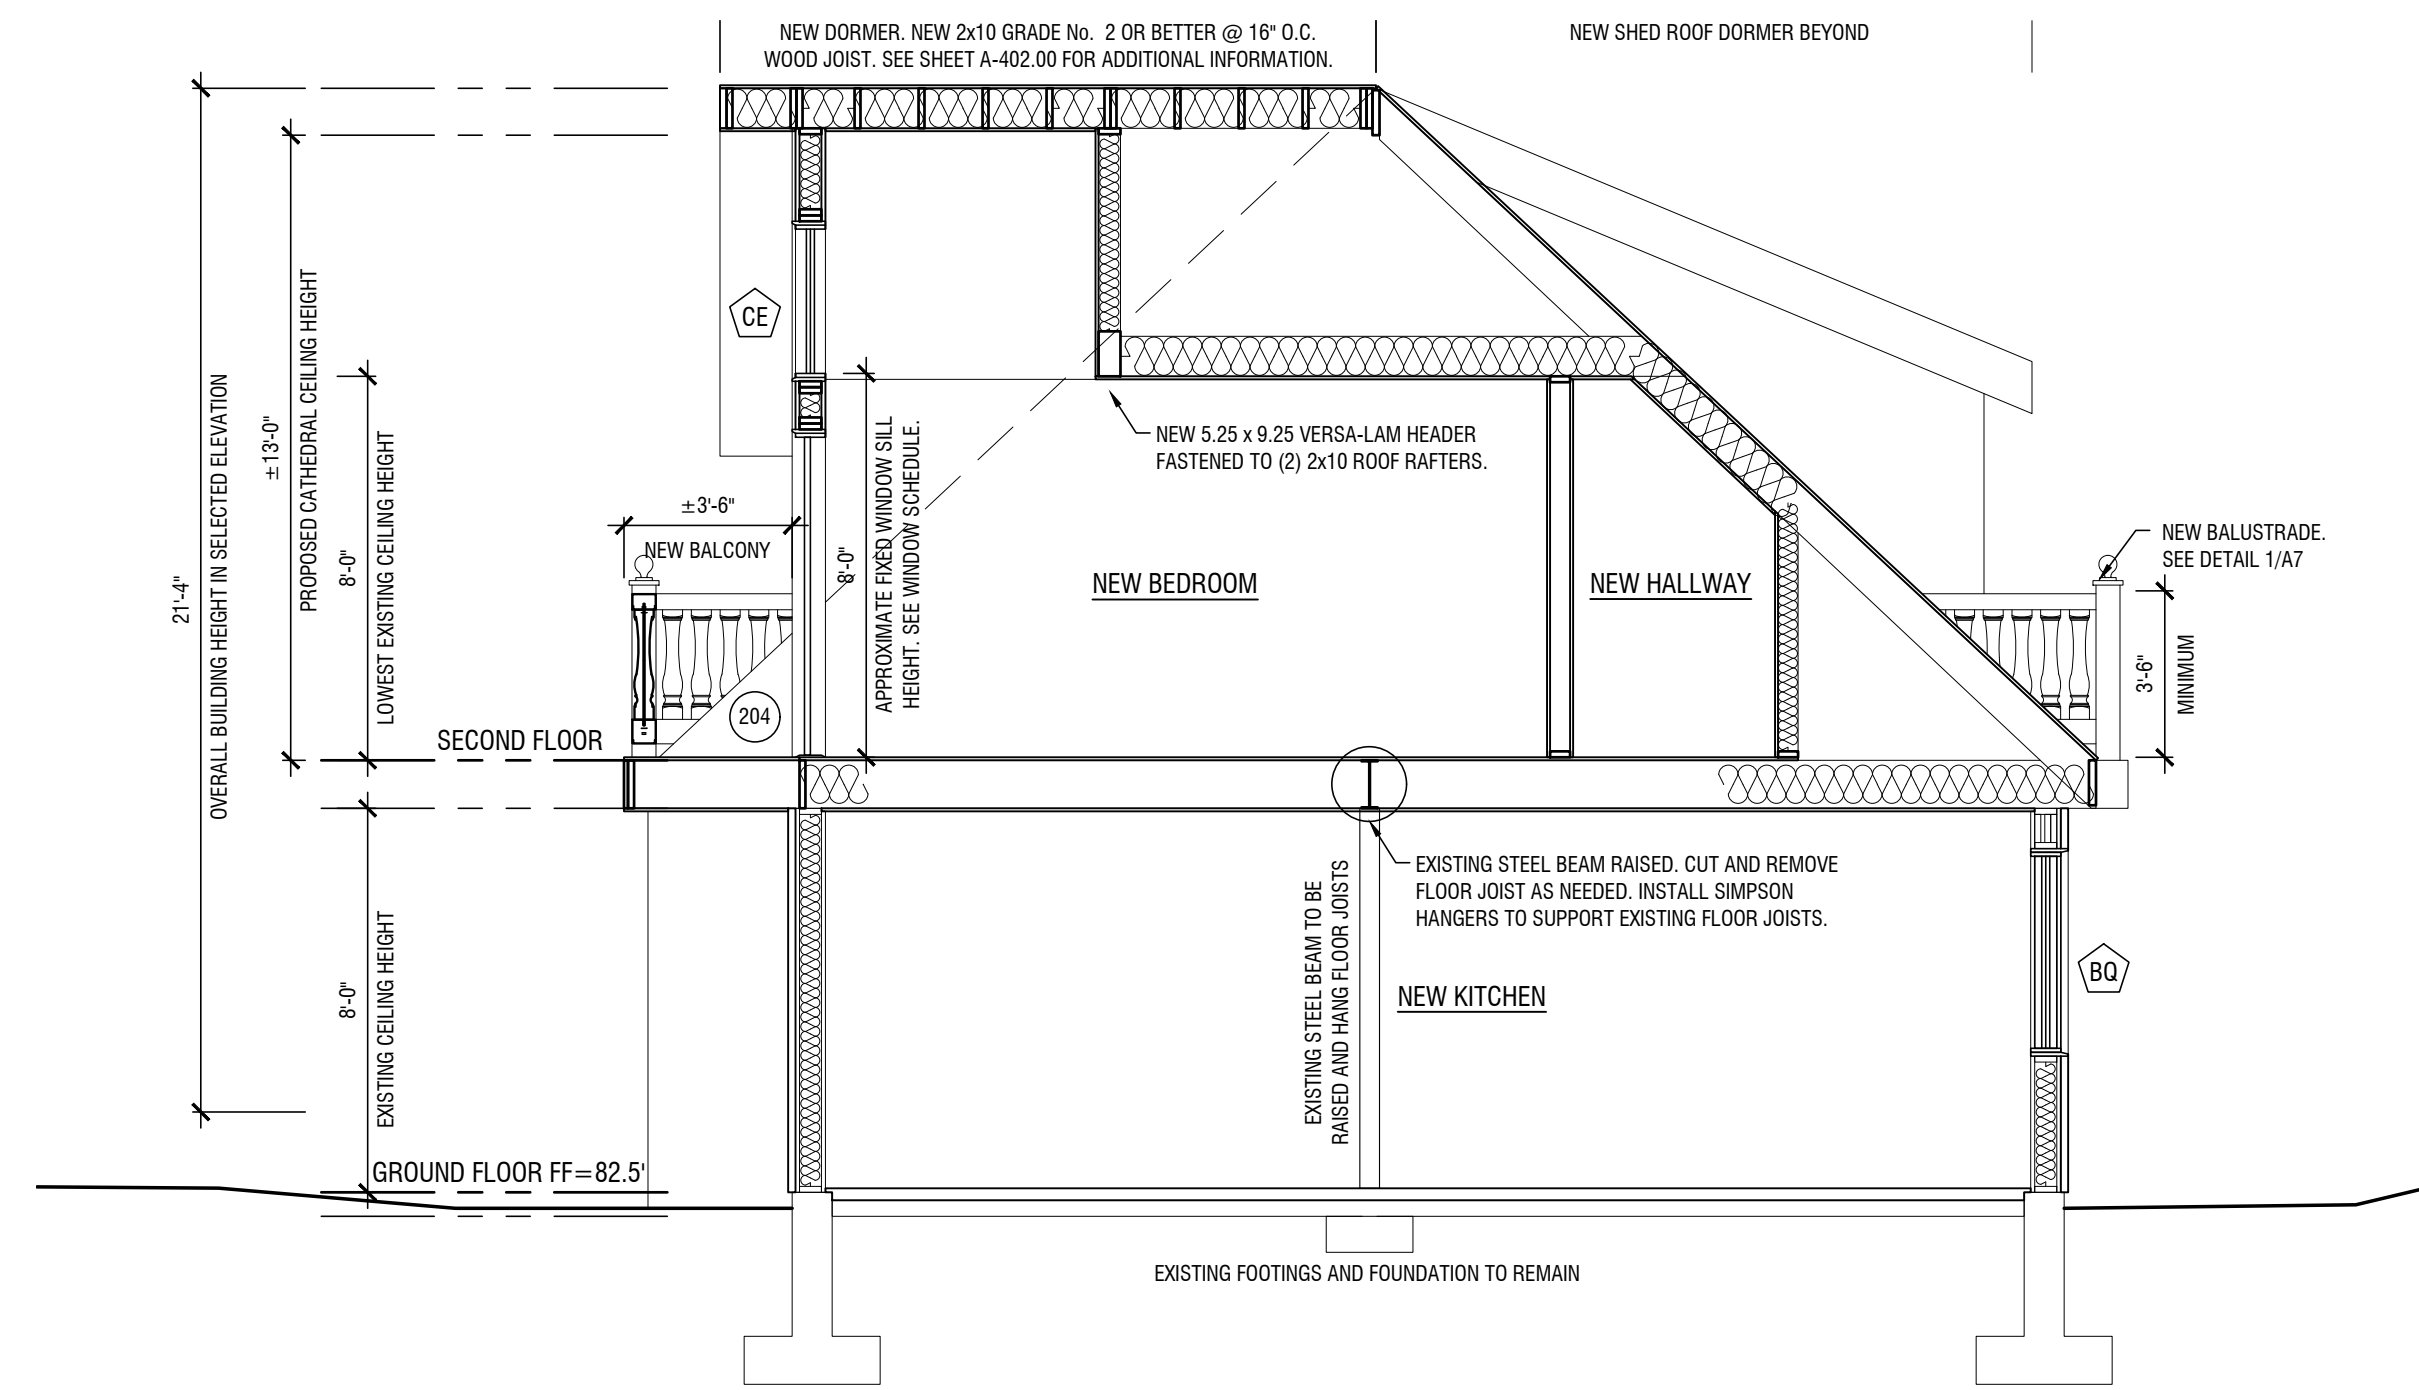 NEW DORMER. NEW 2x10 GRADE No. 2 OR BETTER @ 16" O.C.
WOOD JOIST. SEE SHEET A-402.00 FOR ADDITIONAL INFORMATION.
NEW SHED ROOF DORMER BEYOND
21'-4"
OVERALL BUILDING HEIGHT IN SELECTED ELEVATION
±13'-0"
PROPOSED CATHEDRAL CEILING HEIGHT
8'-0"
LOWEST EXISTING CEILING HEIGHT
CE
±3'-6"
NEW BALCONY
8'-0"
APPROXIMATE FIXED WINDOW SILL
HEIGHT. SEE WINDOW SCHEDULE.
NEW 5.25 x 9.25 VERSA-LAM HEADER
FASTENED TO (2) 2x10 ROOF RAFTERS.
NEW BEDROOM
NEW HALLWAY
NEW BALUSTRADE.
SEE DETAIL 1/A7
3'-6"
MINIMUM
204
SECOND FLOOR
8'-0"
EXISTING CEILING HEIGHT
EXISTING STEEL BEAM TO BE
RAISED AND HANG FLOOR JOISTS
EXISTING STEEL BEAM RAISED. CUT AND REMOVE
FLOOR JOIST AS NEEDED. INSTALL SIMPSON
HANGERS TO SUPPORT EXISTING FLOOR JOISTS.
NEW KITCHEN
BQ
GROUND FLOOR FF=82.5'
EXISTING FOOTINGS AND FOUNDATION TO REMAIN